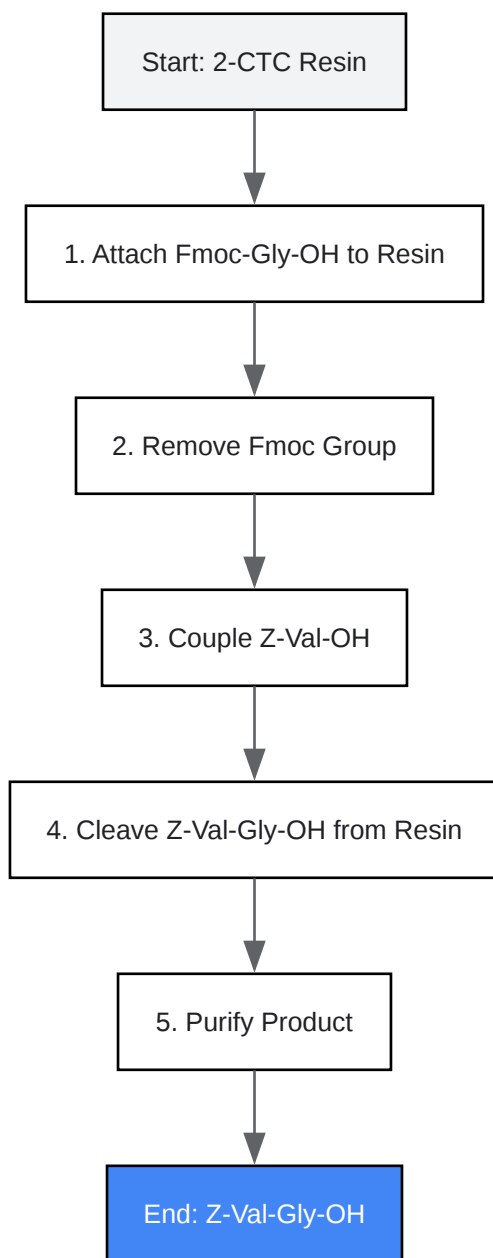 Start: 2-CTC Resin
1. Attach Fmoc-Gly-OH to Resin
2. Remove Fmoc Group
3. Couple Z-Val-OH
4. Cleave Z-Val-Gly-OH from Resin
5. Purify Product
End: Z-Val-Gly-OH